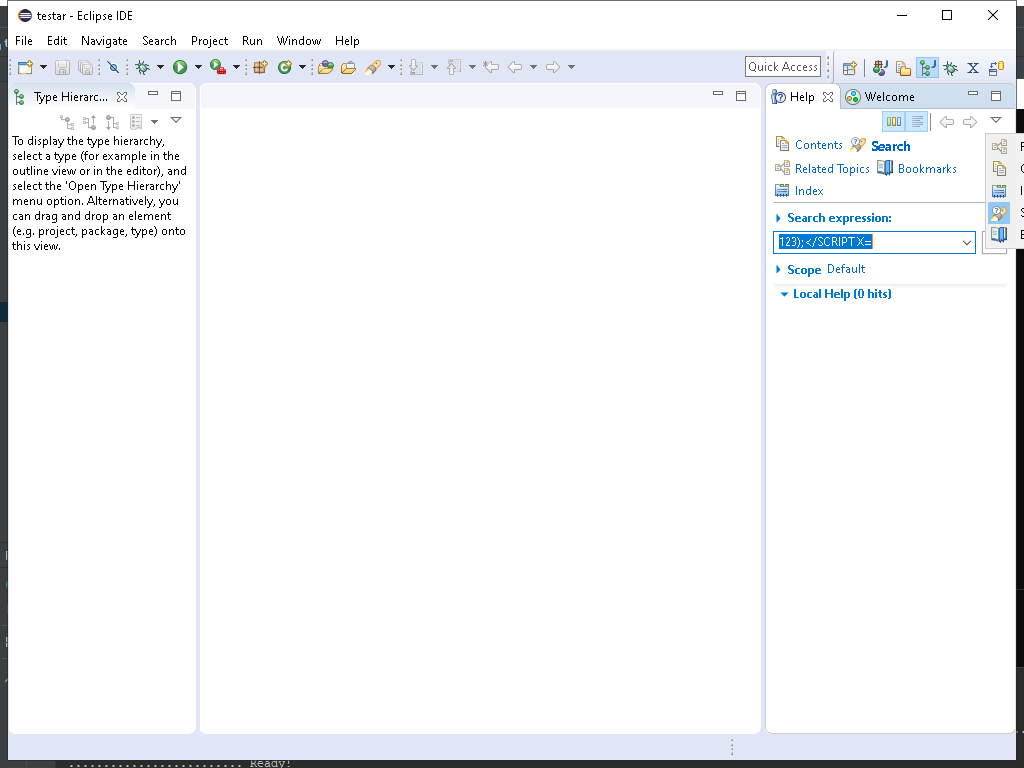 testar - Eclipse IDE
File Edit Navigate Search Project Run Window Help
Quick Access
Type Hierarc...
Help
Welcome
To display the type hierarchy,
select a type (for example in the
outline view or in the editor), and
select the 'Open Type Hierarchy'
menu option. Alternatively, you
can drag and drop an element
(e.g. project, package, type) onto
this view.
Contents Search
Related Topics Bookmarks
Index
Search expression:
123);</SCRIPTX=
Scope Default
Local Help (0 hits)
........................ Ready!